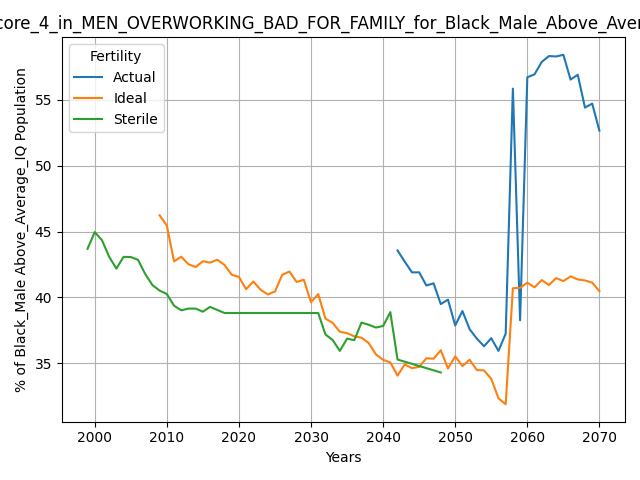 core_4_in_MEN_OVERWORKING_BAD_FOR_FAMILY_for_Black_Male_Above_Aver
Fertility
Actual
Ideal
Sterile
% of Black_Male Above_Average_IQ Population
55
50
45
40
35
2000 2010 2020 2030 2040 2050 2060 2070
Years